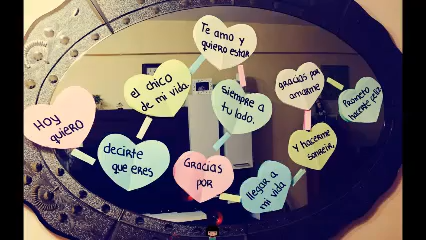 Hoy
quiero
decirte
que eres
el chico
de mi vida.
Te amo y
quiero estar
siempre a
tu lado.
Gracias
por
llegar a
mi vida
y hacerme
sonreir,
gracias por
amarme
Prometo
hacerte feliz